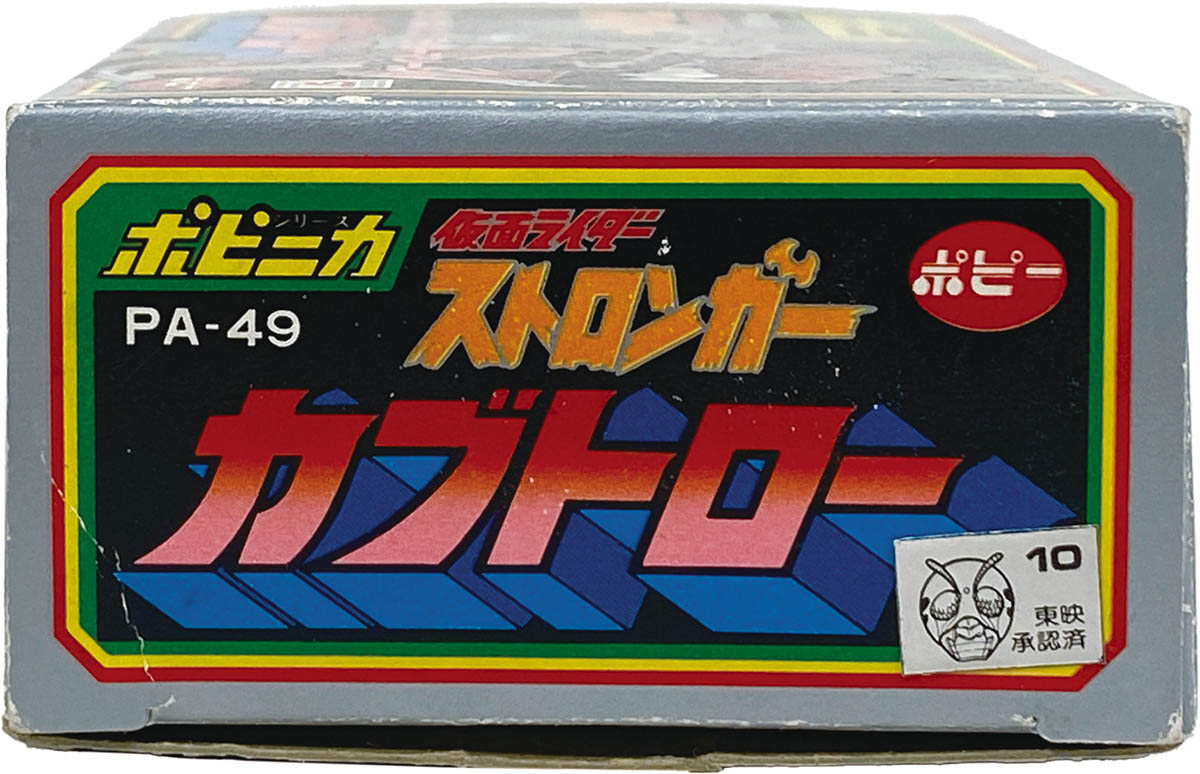 ポピニカ
シリーズ
PA-49
仮面ライダー
ストロンガー
ポピー
カブトロー
10
東映
承認済